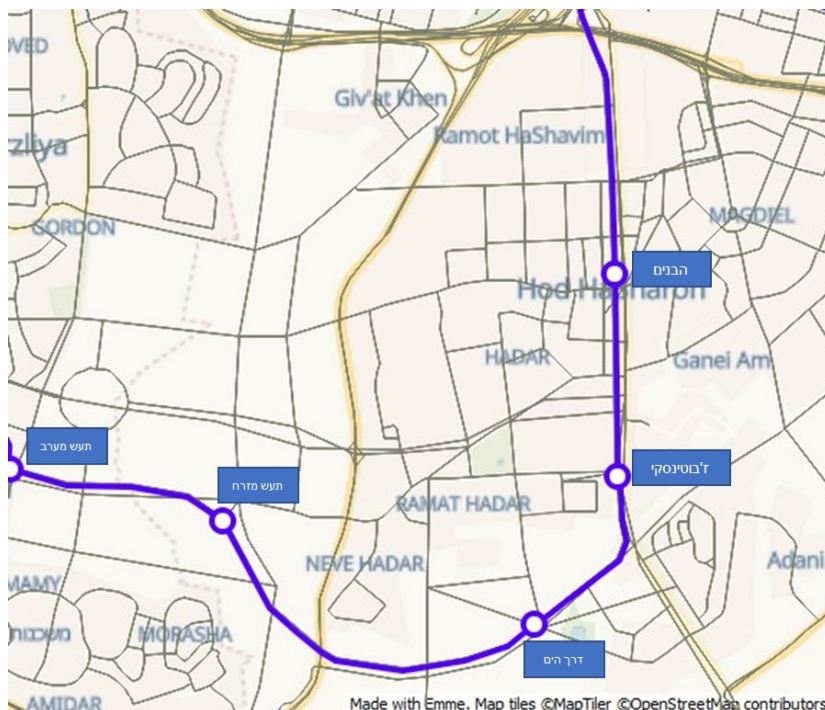 OVED
Giv'at Khen
Ramot HaShavim
zliya
MAGDIEL
GORDON
הבנים
Hod HaSharon
HADAR
Ganei Am
תעש מערב
ז'בוטינסקי
תעש מזרח
RAMAT HADAR
NEVE HADAR
Adani
MAMY
משכנות
MORASHA
דרך הים
AMIDAR
Made with Emme. Map tiles ©MapTiler ©OpenStreetMap contributors